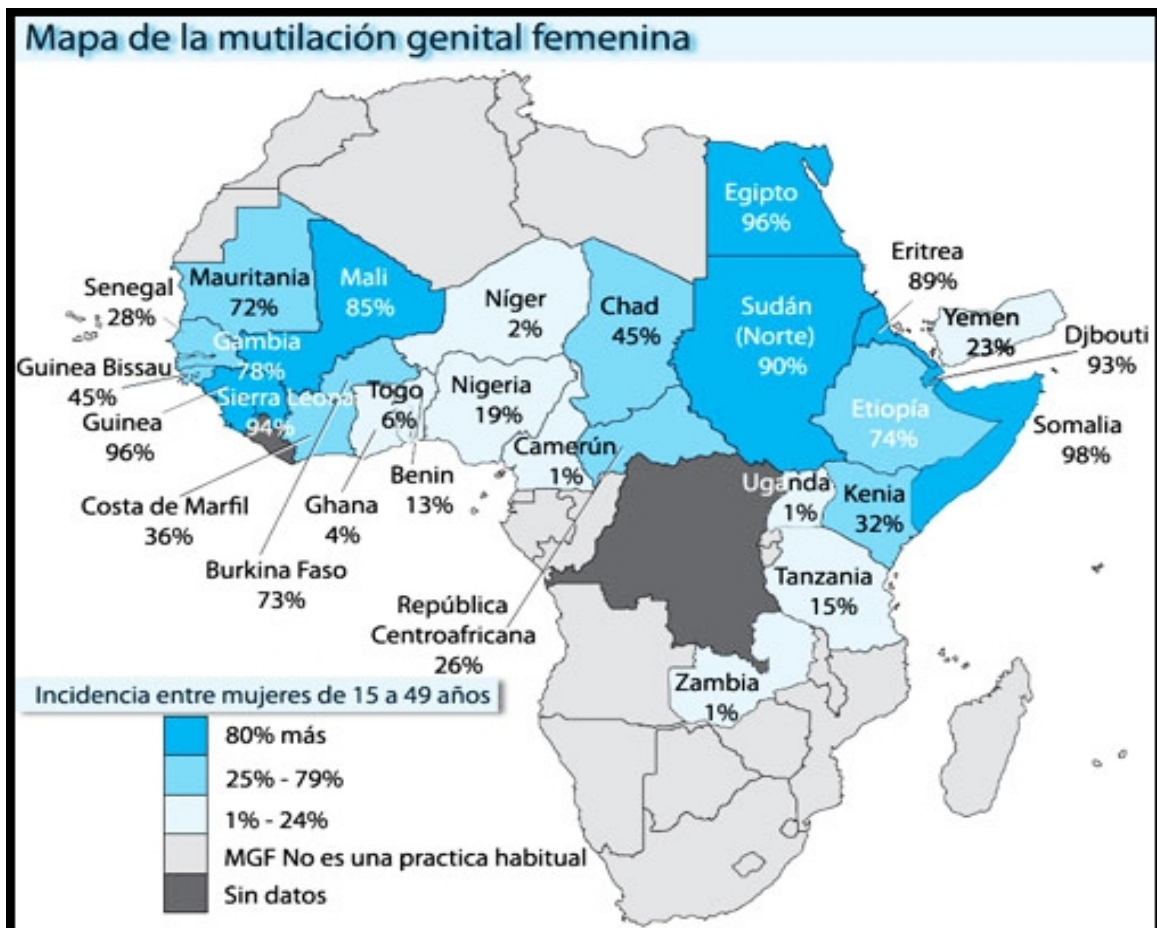 Mapa de la mutilación genital femenina
Egipto
96%
Eritrea
89%
Mauritania
72%
Mali
85%
Níger
2%
Chad
45%
Sudán
(Norte)
90%
Yemen
23%
Djbouti
93%
Senegal
28%
Gambia
78%
Guinea Bissau
45%
Sierra Leona
94%
Guinea
96%
Togo
6%
Nigeria
19%
Etiopía
74%
Somalia
98%
Camerún
1%
Benin
13%
Uganda
1%
Kenia
32%
Costa de Marfil
36%
Ghana
4%
Burkina Faso
73%
Tanzania
15%
República
Centroafricana
26%
Zambia
1%
Incidencia entre mujeres de 15 a 49 años
80% más
25% - 79%
1% - 24%
MGF No es una practica habitual
Sin datos